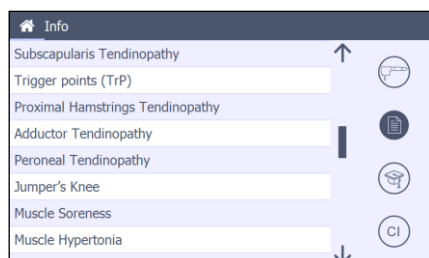 Info
Subscapularis Tendinopathy
Trigger points (TrP)
Proximal Hamstrings Tendinopathy
Adductor Tendinopathy
Peroneal Tendinopathy
Jumper's Knee
Muscle Soreness
Muscle Hypertonia
CI